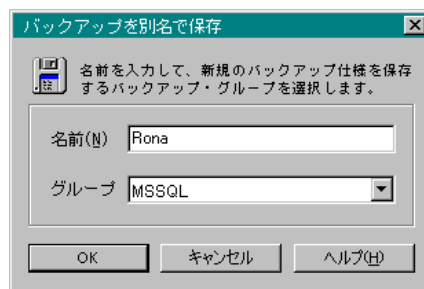 バックアップを別名で保存
名前を入力して、新規のバックアップ仕様を保存
するバックアップ・グループを選択します。
名前(N) Rona
グループ MSSQL
OK キャンセル ヘルプ(H)